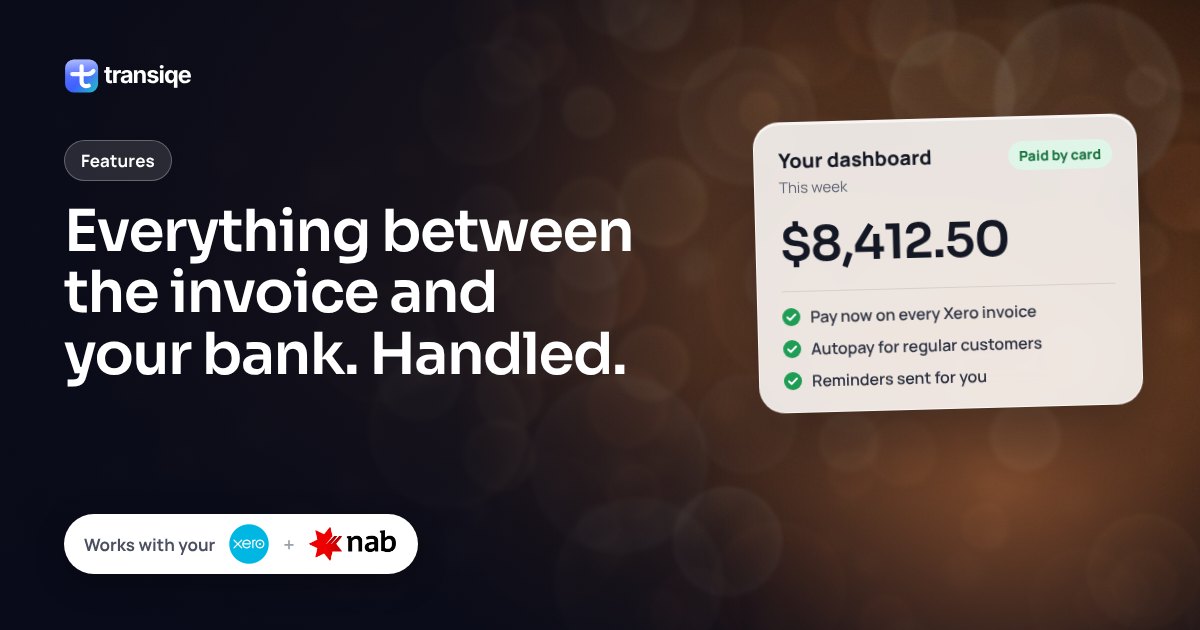 transiqe
Features
Everything between
the invoice and
your bank. Handled.
Works with your xero + nab
Your dashboard
Paid by card
This week
$8,412.50
Pay now on every Xero invoice
Autopay for regular customers
Reminders sent for you